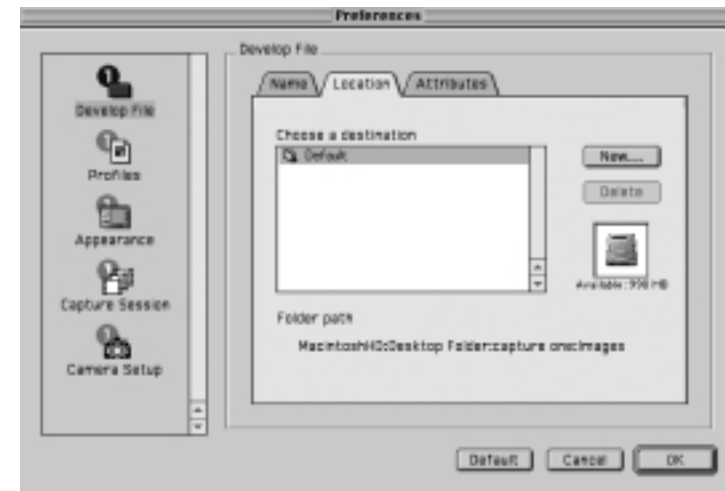 Preferences
Develop File
Profiles
Appearance
Capture Session
Camera Setup
Develop File
Name
Location
Attributes
Choose a destination
Default
New....
Delete
Available: 990 MB
Folder path
MacintoshHD:Desktop Folder:capture one:Images
Default
Cancel
OK